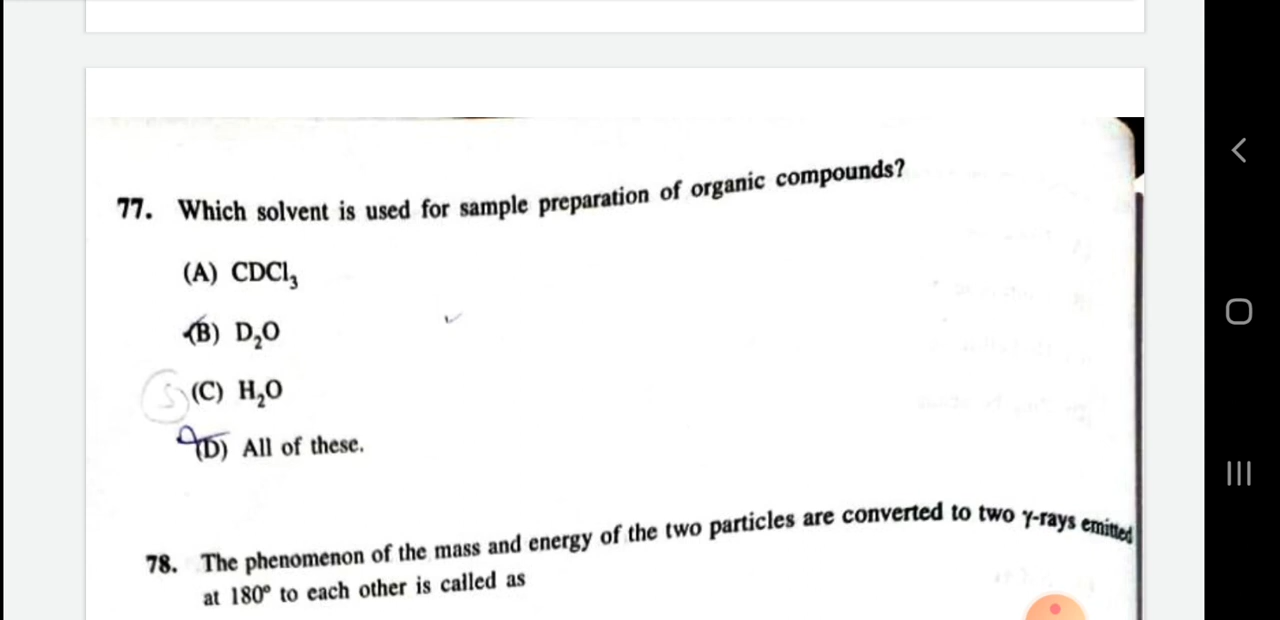 77. Which solvent is used for sample preparation of organic compounds?
(A) CDCl₃
(B) D₂O
(C) H₂O
(D) All of these.
78. The phenomenon of the mass and energy of the two particles are converted to two γ-rays emitted
at 180° to each other is called as